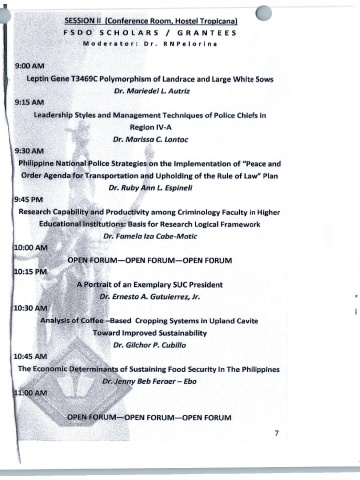 SESSION II (Conference Room, Hostel Tropicana)
FSDO SCHOLARS / GRANTEES
Moderator: Dr. RNPelorina
9:00 AM
Leptin Gene T3469C Polymorphism of Landrace and Large White Sows
Dr. Mariedel L. Autriz
9:15 AM
Leadership Styles and Management Techniques of Police Chiefs in
Region IV-A
Dr. Marissa C. Lontoc
9:30 AM
Philippine National Police Strategies on the Implementation of "Peace and
Order Agenda for Transportation and Upholding of the Rule of Law" Plan
Dr. Ruby Ann L. Espineli
9:45 PM
Research Capability and Productivity among Criminology Faculty in Higher
Educational Institutions: Basis for Research Logical Framework
Dr. Famela Iza Cabe-Matic
10:00 AM
OPEN FORUM—OPEN FORUM—OPEN FORUM
10:15 PM
A Portrait of an Exemplary SUC President
Dr. Ernesto A. Gutuierrez, Jr.
10:30 AM
Analysis of Coffee –Based Cropping Systems in Upland Cavite
Toward Improved Sustainability
Dr. Gilchor P. Cubillo
10:45 AM
The Economic Determinants of Sustaining Food Security In The Philippines
Dr. Jenny Beb Feraer – Ebo
11:00 AM
OPEN FORUM—OPEN FORUM—OPEN FORUM
7